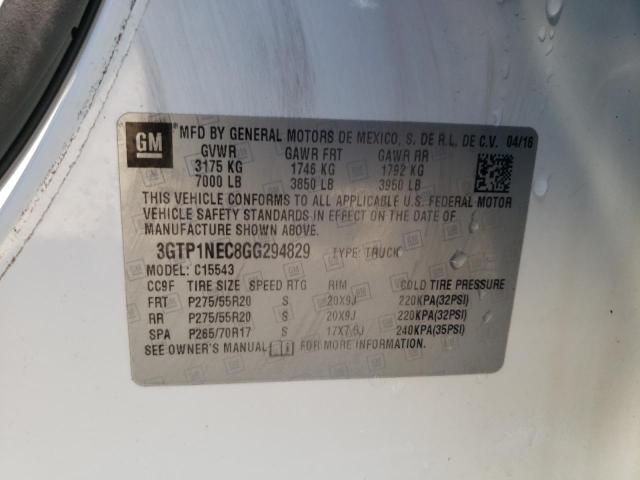 GM ® MFD BY GENERAL MOTORS DE MEXICO, S. DE R.L. DE C.V. 04/16
GVWR GAWR FRT GAWR RR
3175 KG 1746 KG 1792 KG
7000 LB 3850 LB 3950 LB
THIS VEHICLE CONFORMS TO ALL APPLICABLE U.S. FEDERAL MOTOR
VEHICLE SAFETY STANDARDS IN EFFECT ON THE DATE OF
MANUFACTURE SHOWN ABOVE.
3GTP1NEC8GG294829 TYPE: TRUCK
MODEL: C15543
CC9F TIRE SIZE SPEED RTG RIM COLD TIRE PRESSURE
FRT P275/55R20 S 20X9J 220KPA(32PSI)
RR P275/55R20 S 20X9J 220KPA(32PSI)
SPA P265/70R17 S 17X7.5J 240KPA(35PSI)
SEE OWNER'S MANUAL FOR MORE INFORMATION.